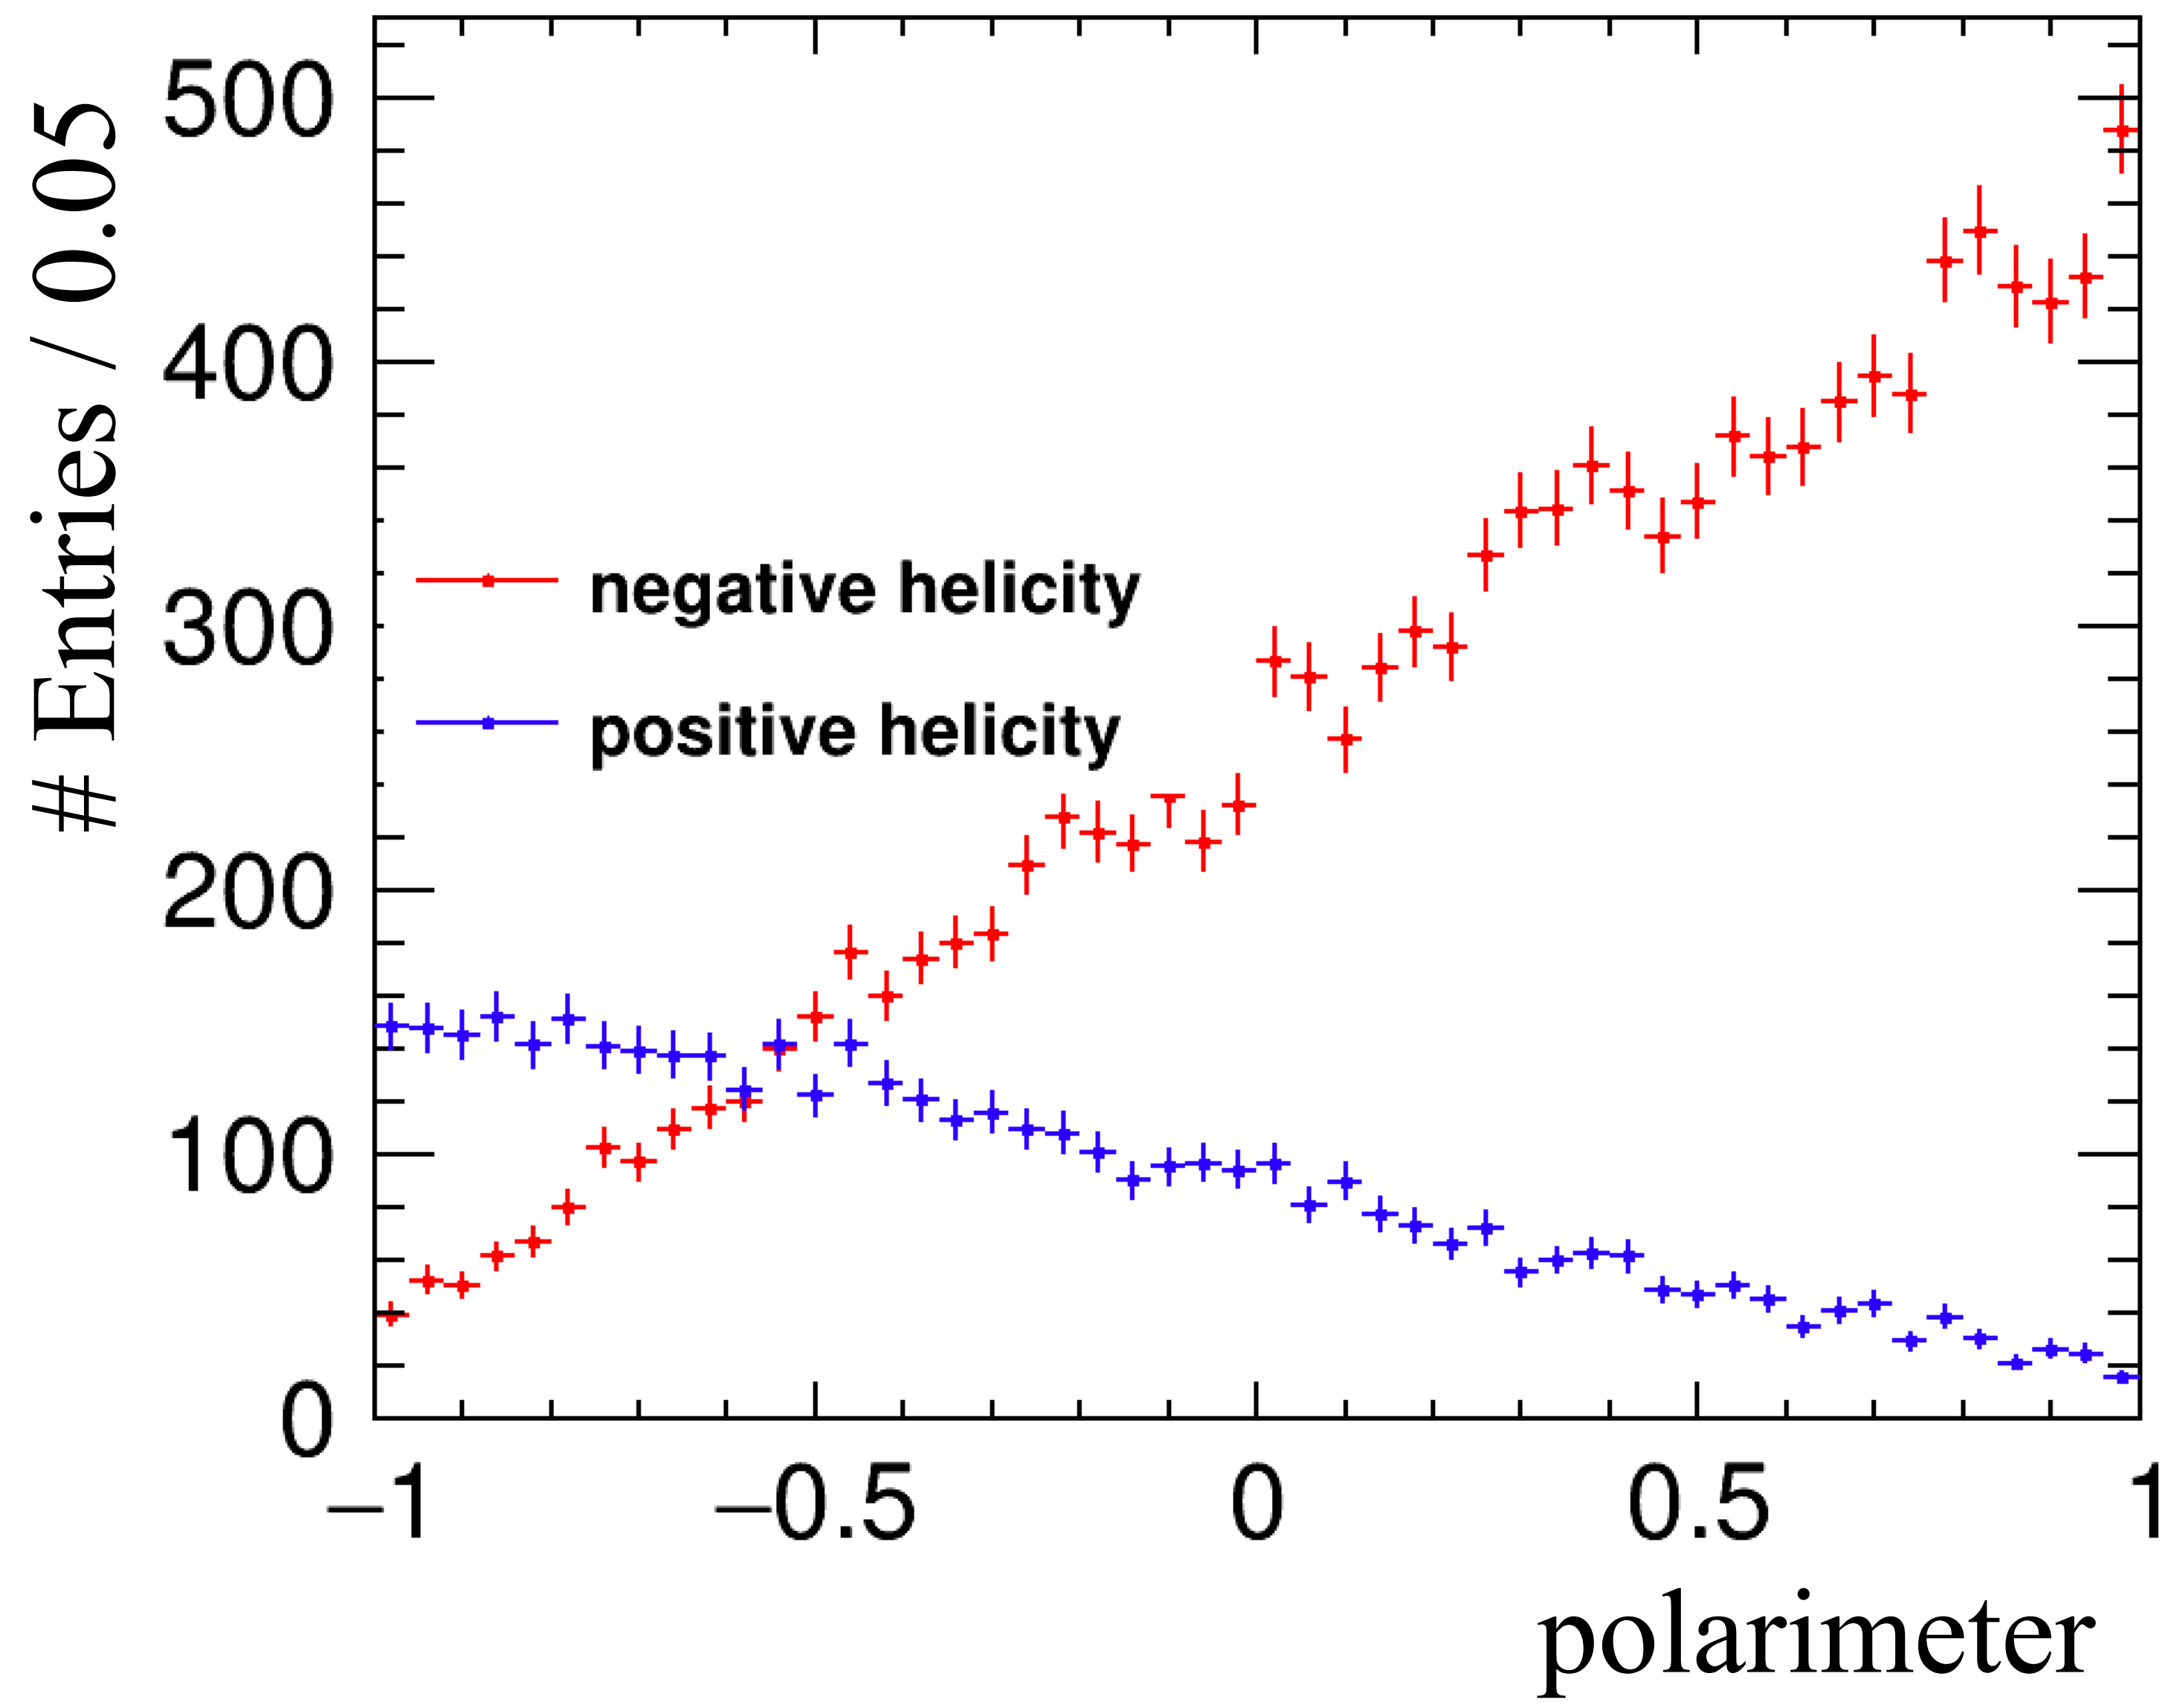 # Entries / 0.05
500
400
300
200
100
0
negative helicity
positive helicity
−1 −0.5 0 0.5 1
polarimeter